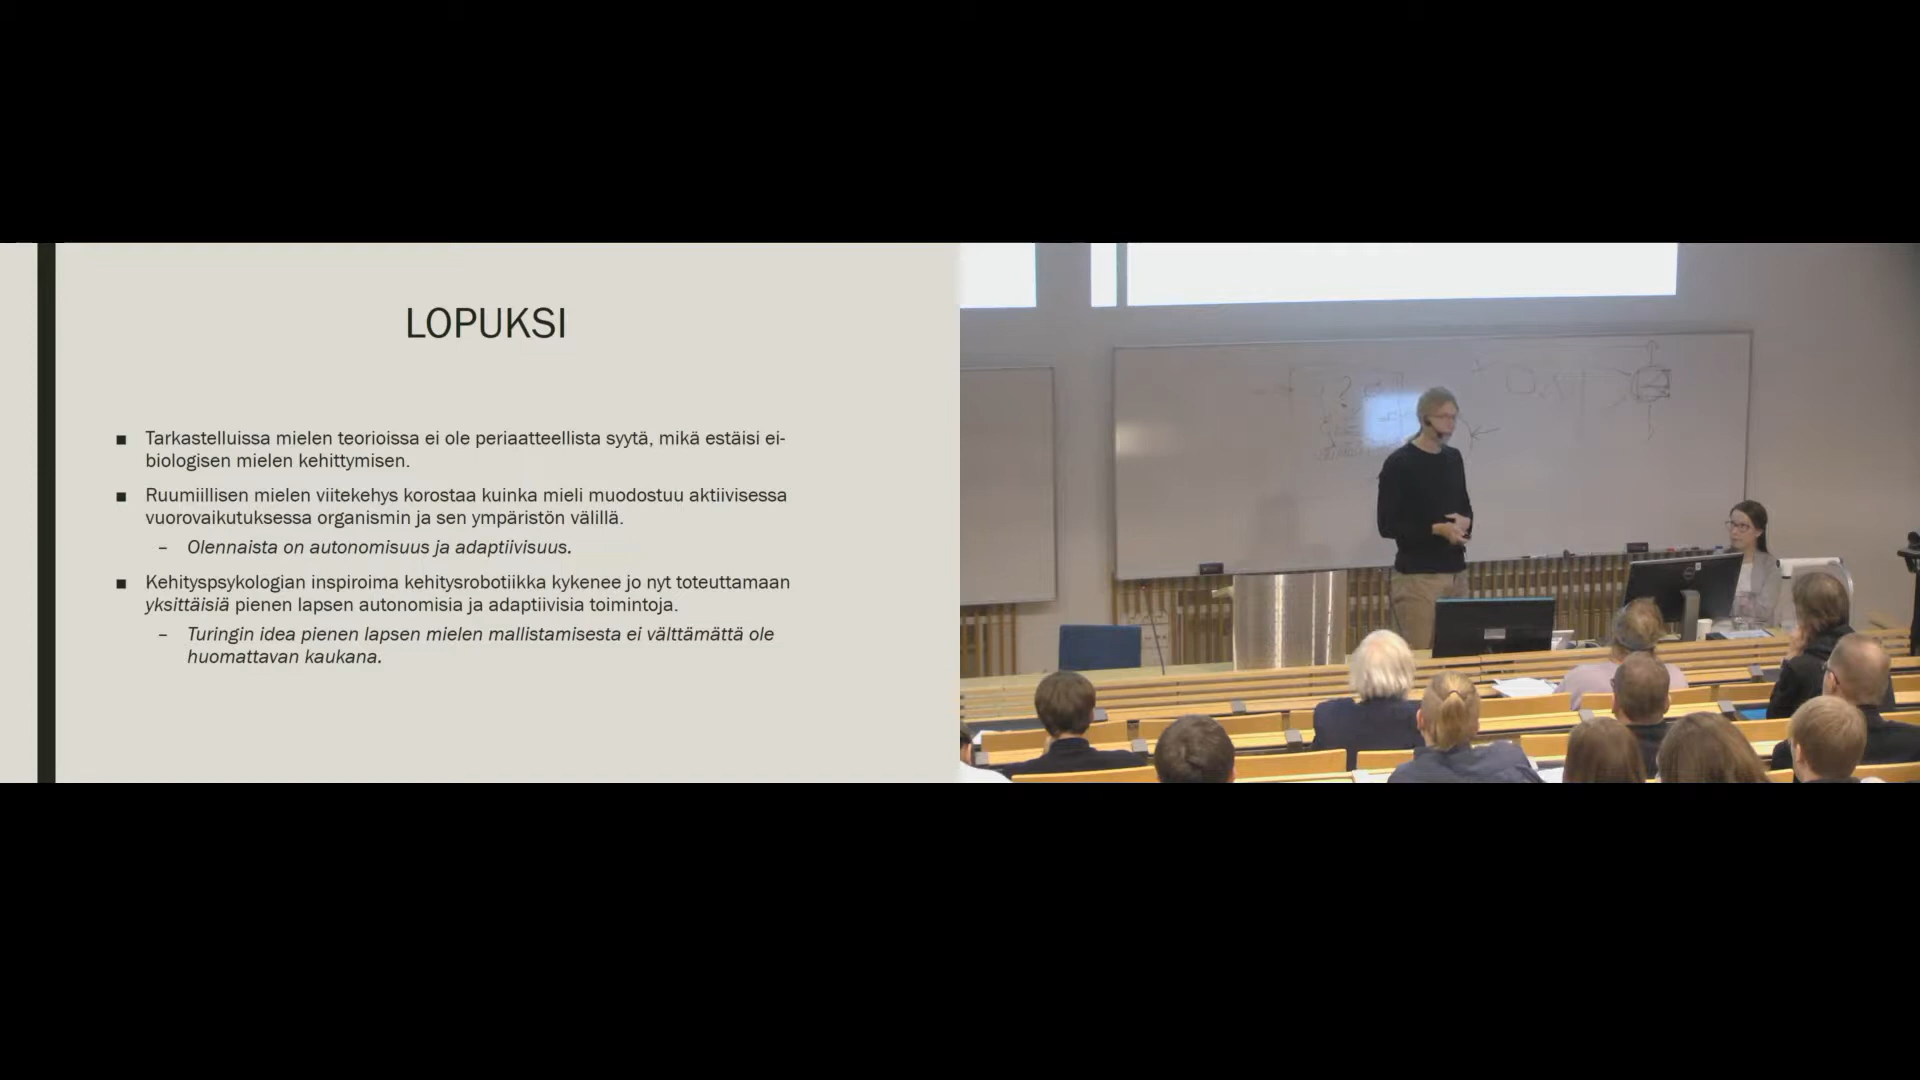 LOPUKSI
■ Tarkastelluissa mielen teorioissa ei ole periaatteellista syytä, mikä estäisi ei-
biologisen mielen kehittymisen.
■ Ruumiillisen mielen viitekehys korostaa kuinka mieli muodostuu aktiivisessa
vuorovaikutuksessa organismin ja sen ympäristön välillä.
– Olennaista on autonomisuus ja adaptiivisuus.
■ Kehityspsykologian inspiroima kehitysrobotiikka kykenee jo nyt toteuttamaan
yksittäisiä pienen lapsen autonomisia ja adaptiivisia toimintoja.
– Turingin idea pienen lapsen mielen mallistamisesta ei välttämättä ole
huomattavan kaukana.